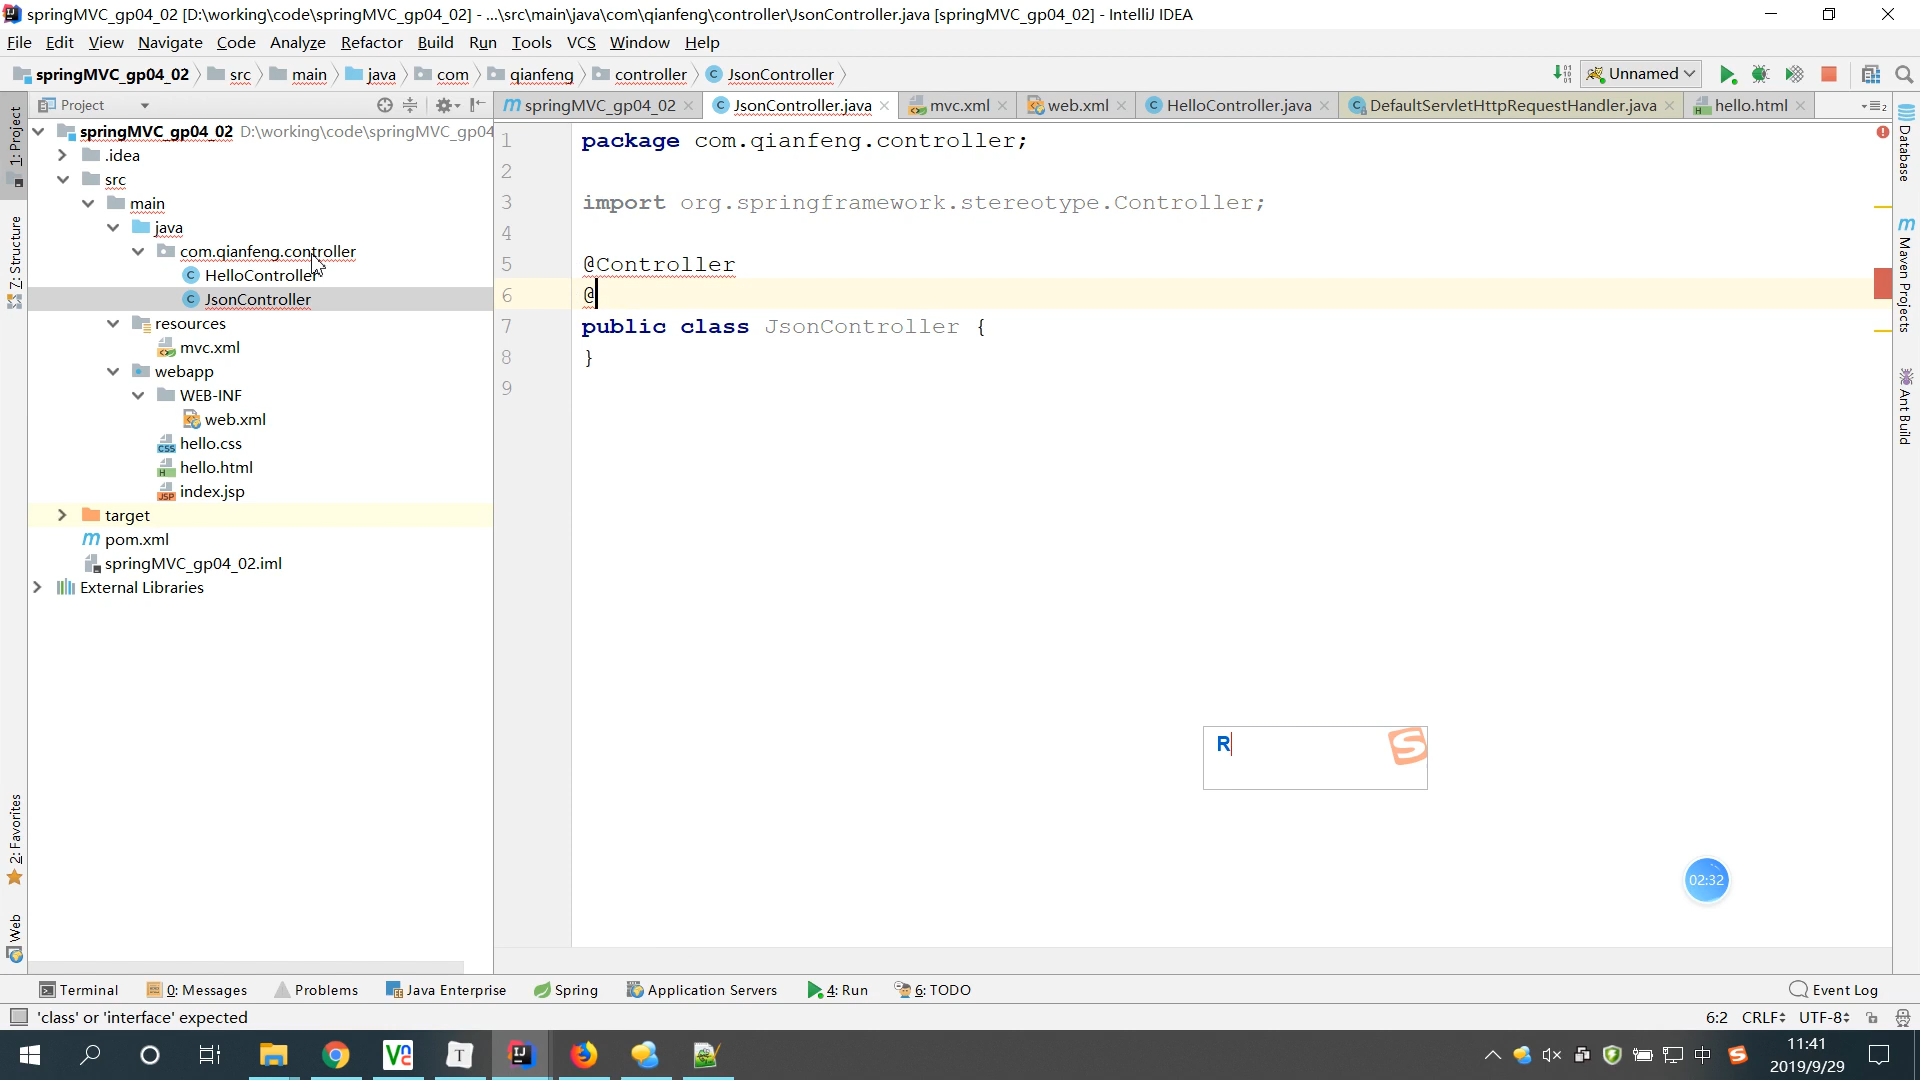 springMVC_gp04_02 [D:\working\code\springMVC_gp04_02] - ...\src\main\java\com\qianfeng\controller\JsonController.java [springMVC_gp04_02] - IntelliJ IDEA
File Edit View Navigate Code Analyze Refactor Build Run Tools VCS Window Help
springMVC_gp04_02 src main java com qianfeng controller JsonController Unnamed
Project
springMVC_gp04_02 JsonController.java mvc.xml web.xml HelloController.java DefaultServletHttpRequestHandler.java hello.html
springMVC_gp04_02 D:\working\code\springMVC_gp04
.idea
src
main
java
com.qianfeng.controller
HelloController
JsonController
resources
mvc.xml
webapp
WEB-INF
web.xml
hello.css
hello.html
index.jsp
target
pom.xml
springMVC_gp04_02.iml
External Libraries
1: Project
7: Structure
2: Favorites
Web
1 package com.qianfeng.controller;
2
3 import org.springframework.stereotype.Controller;
4
5 @Controller
6 @
7 public class JsonController {
8 }
9
R
S
02:32
Database
Maven Projects
Ant Build
Terminal 0: Messages Problems Java Enterprise Spring Application Servers 4: Run 6: TODO Event Log
'class' or 'interface' expected 6:2 CRLF UTF-8
中 11:41
2019/9/29